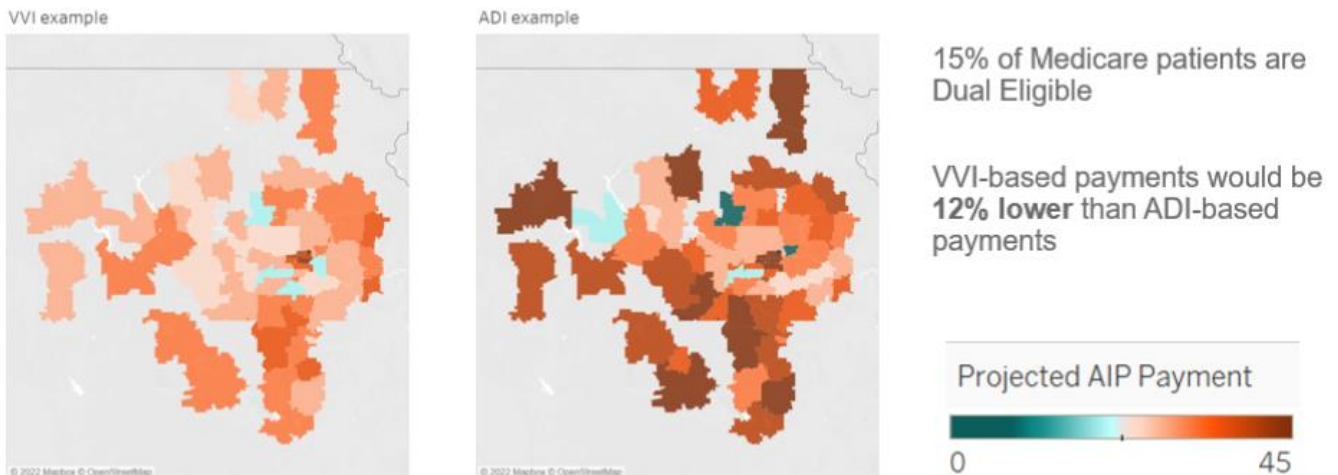 VVI example
ADI example
15% of Medicare patients are
Dual Eligible
VVI-based payments would be
12% lower than ADI-based
payments
Projected AIP Payment
0
45
© 2022 Mapbox © OpenStreetMap
© 2022 Mapbox © OpenStreetMap